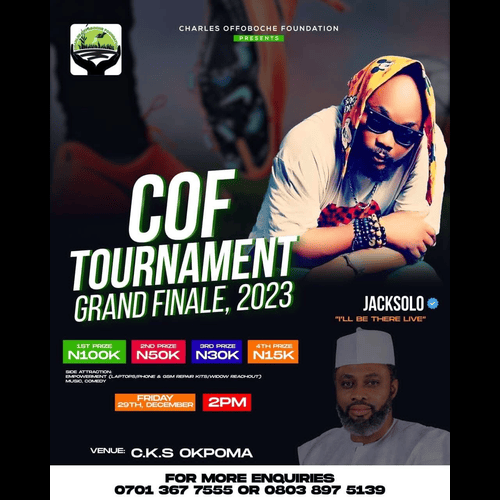 CHARLES OFFOBOCHE FOUNDATION
PRESENTS
COF
TOURNAMENT
GRAND FINALE, 2023
JACKSOLO
"I'LL BE THERE LIVE"
1ST PRIZE
N100K
2ND PRIZE
N50K
3RD PRIZE
N30K
4TH PRIZE
N15K
SIDE ATTRACTION:
EMPOWERMENT (LAPTOPS/PHONE & GSM REPAIR KITS/WIDOW REACHOUT)
MUSIC, COMEDY
FRIDAY
29TH, DECEMBER
2PM
VENUE: C.K.S OKPOMA
FOR MORE ENQUIRIES
0701 367 7555 OR 0803 897 5139